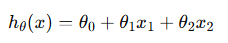 hθ(x) = θ0 + θ1x1 + θ2x2